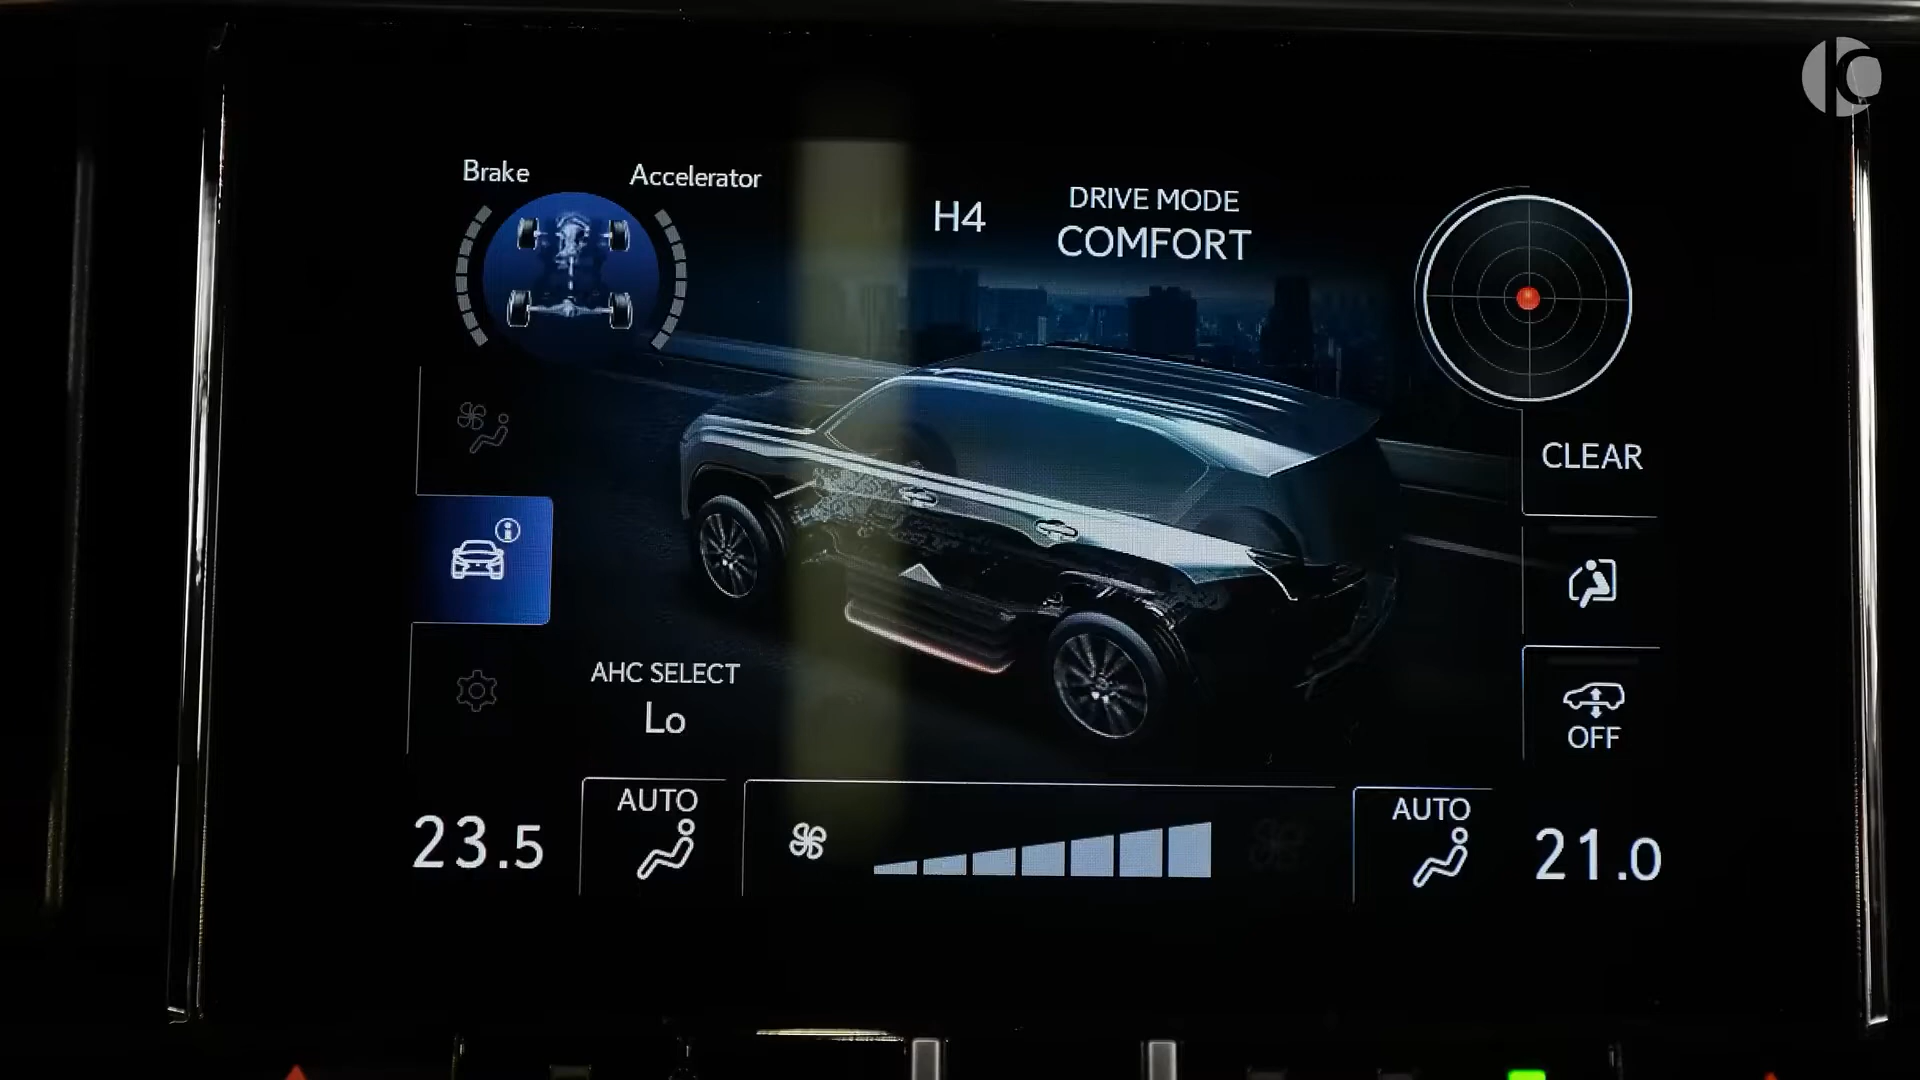 Brake
Accelerator
H4
DRIVE MODE
COMFORT
CLEAR
AHC SELECT
Lo
OFF
23.5
AUTO
AUTO
21.0